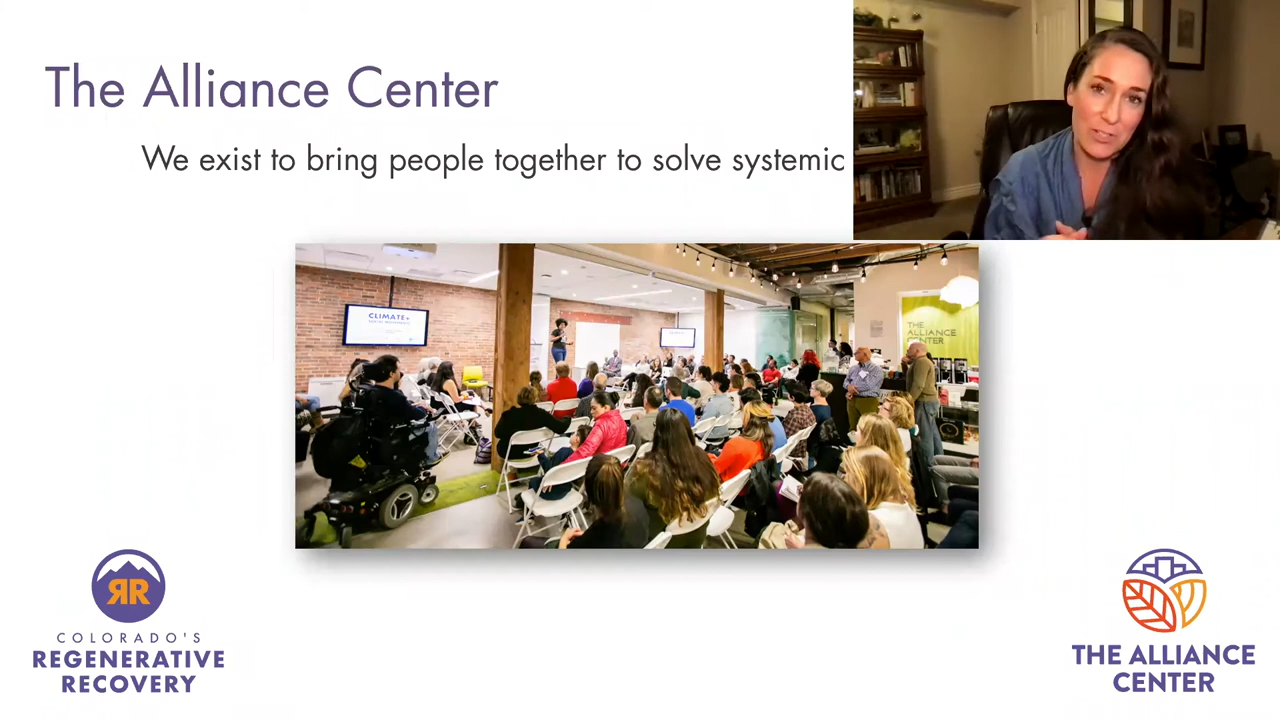 The Alliance Center
We exist to bring people together to solve systemic
CLIMATE+
THE
ALLIANCE
CENTER
RR
COLORADO'S
REGENERATIVE
RECOVERY
THE ALLIANCE
CENTER